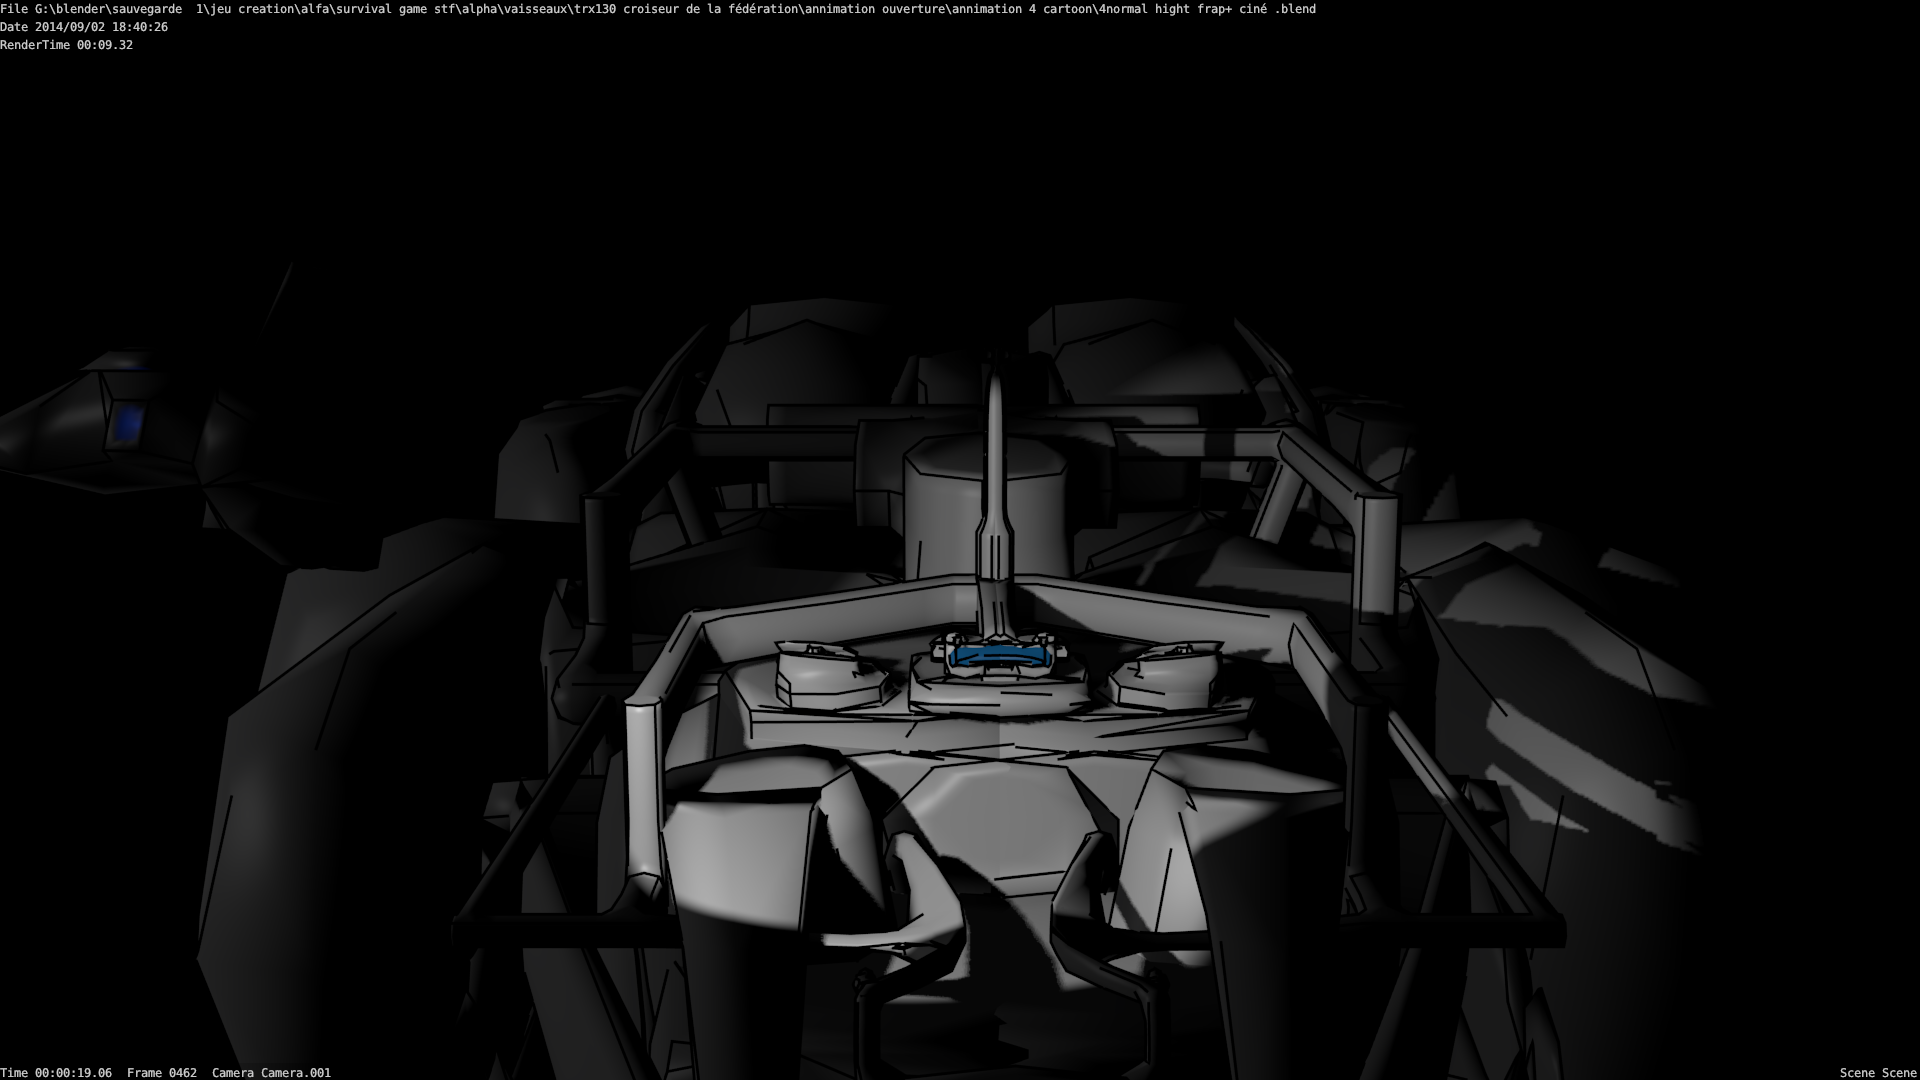 File G:\blender\sauvegarde  1\jeu creation\alfa\survival game stf\alpha\vaisseaux\trx130 croiseur de la fédération\annimation ouverture\annimation 4 cartoon\4normal hight frap+ ciné .blend
Date 2014/09/02 18:40:26
RenderTime 00:09.32
Time 00:00:19.06  Frame 0462  Camera Camera.001
Scene Scene